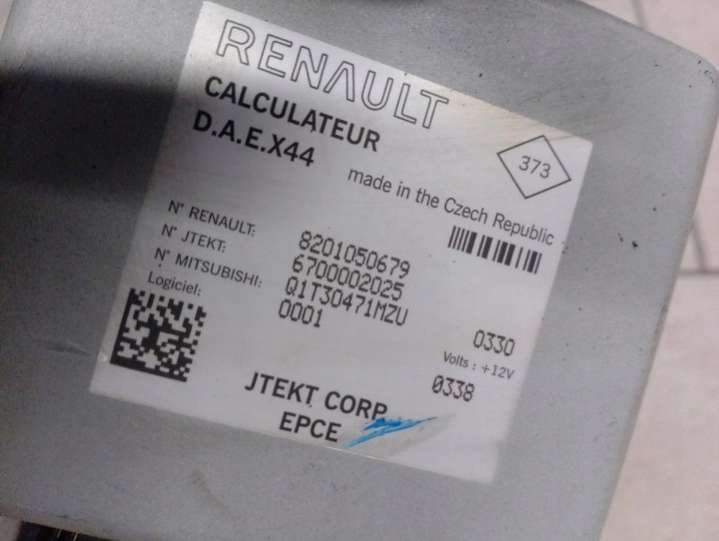 RENAULT
CALCULATEUR
D.A.E.X44
373
made in the Czech Republic
N° RENAULT: 8201050679
N° JTEKT: 6700002025
N° MITSUBISHI: Q1T30471MZU
Logiciel: 0001
0330
Volts : +12V
0338
JTEKT CORP
EPCE